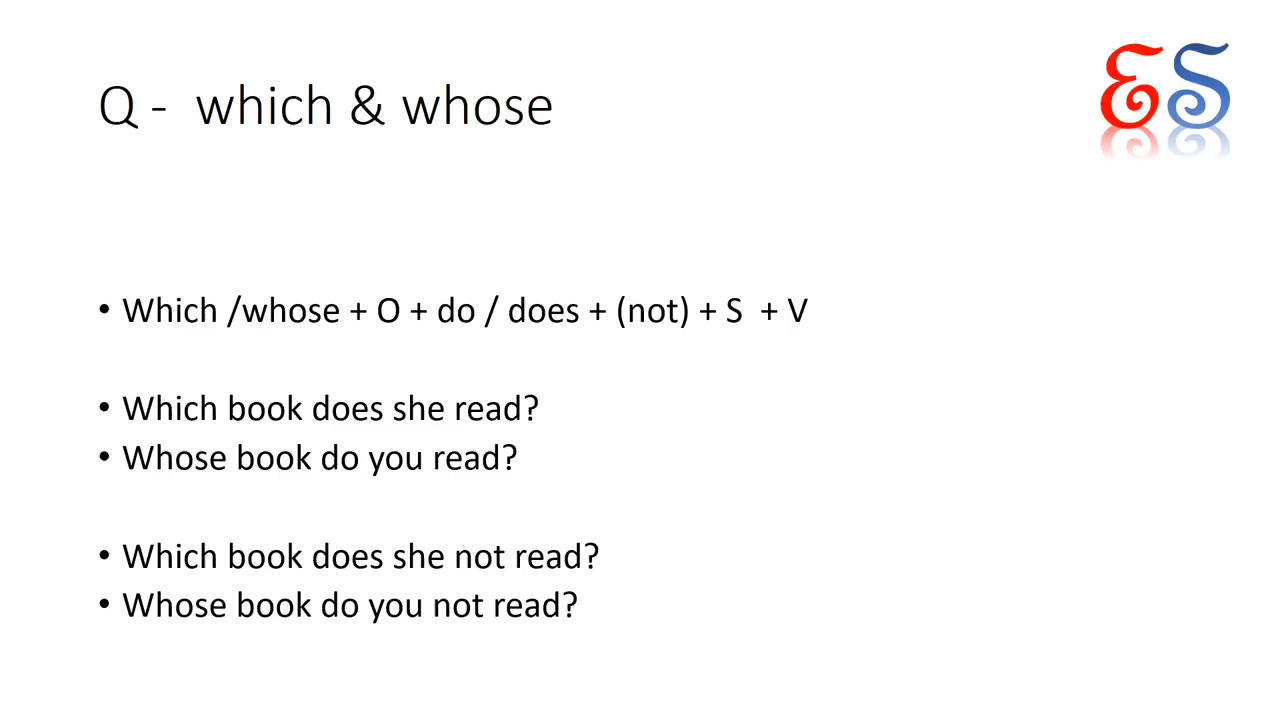 Q - which & whose
ES
• Which /whose + O + do / does + (not) + S + V
• Which book does she read?
• Whose book do you read?
• Which book does she not read?
• Whose book do you not read?